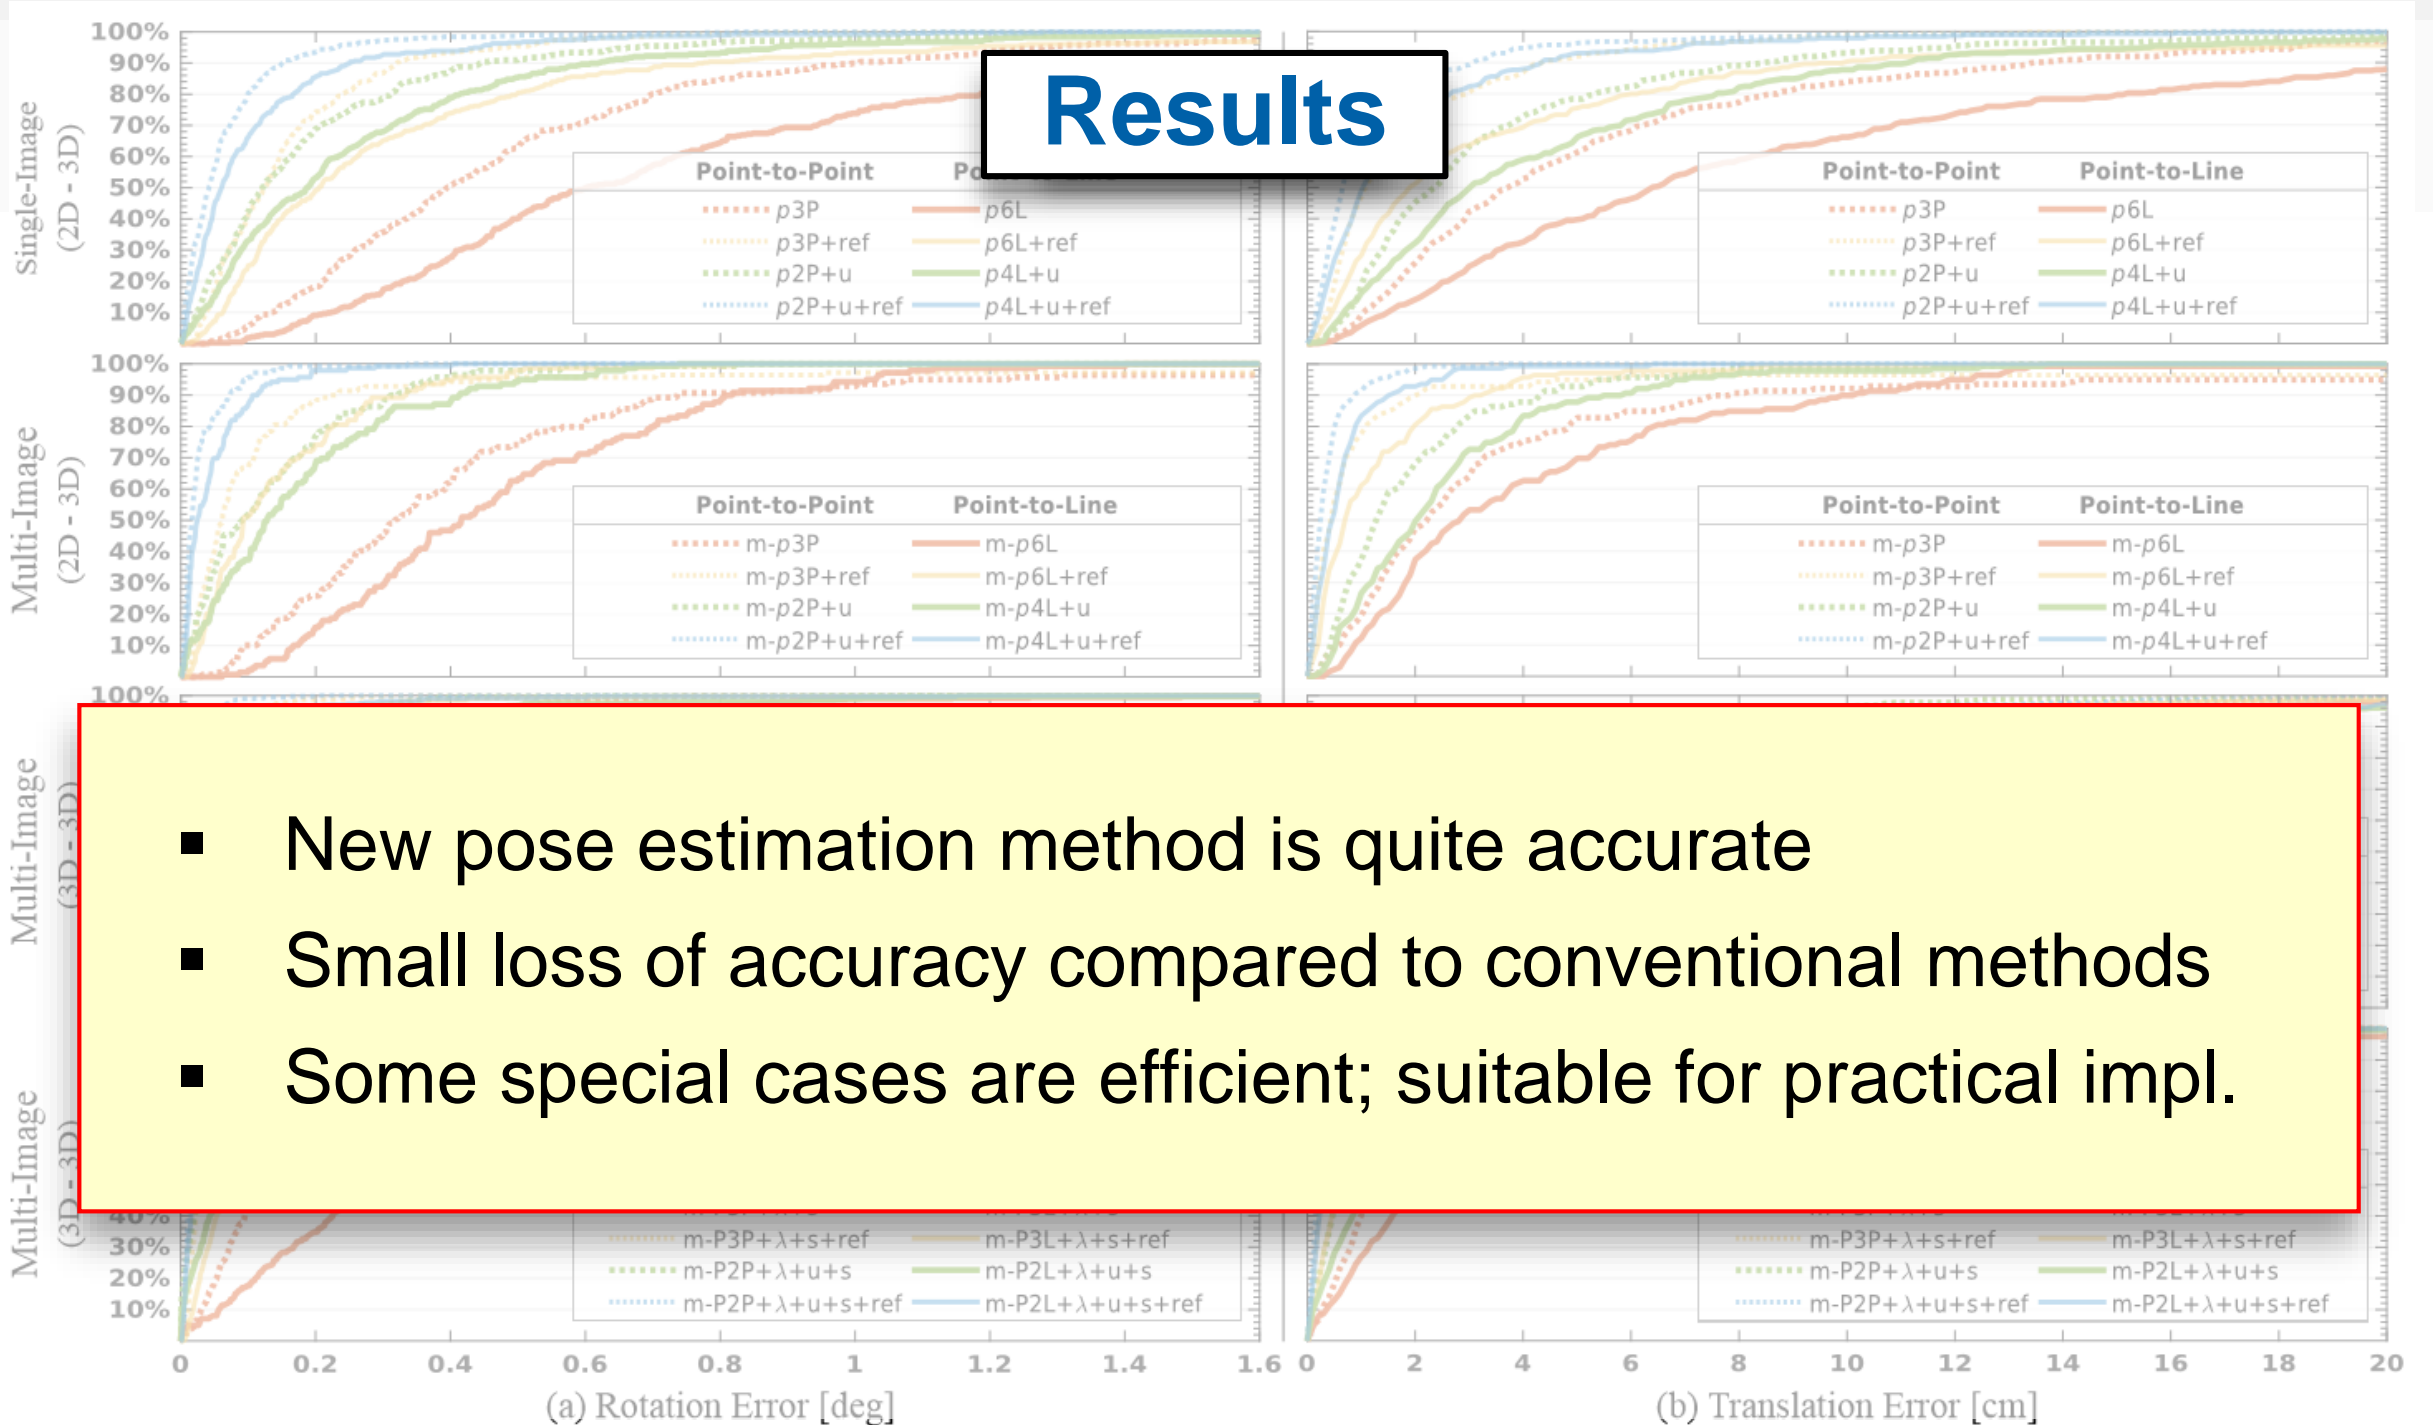 Results
100%
90%
80%
70%
60%
50%
40%
30%
20%
10%
Single-Image
(2D - 3D)
Point-to-Point
p3P p6L
p3P+ref p6L+ref
p2P+u p4L+u
p2P+u+ref p4L+u+ref
Point-to-Point Point-to-Line
p3P p6L
p3P+ref p6L+ref
p2P+u p4L+u
p2P+u+ref p4L+u+ref
100%
90%
80%
70%
60%
50%
40%
30%
20%
10%
Multi-Image
(2D - 3D)
Point-to-Point Point-to-Line
m-p3P m-p6L
m-p3P+ref m-p6L+ref
m-p2P+u m-p4L+u
m-p2P+u+ref m-p4L+u+ref
Point-to-Point Point-to-Line
m-p3P m-p6L
m-p3P+ref m-p6L+ref
m-p2P+u m-p4L+u
m-p2P+u+ref m-p4L+u+ref
100%
Multi-Image
(3D - 3D)
▪ New pose estimation method is quite accurate
▪ Small loss of accuracy compared to conventional methods
▪ Some special cases are efficient; suitable for practical impl.
Multi-Image
(3D - 3D)
40%
30%
20%
10%
m-P3P+λ+s+ref m-P3L+λ+s+ref
m-P2P+λ+u+s m-P2L+λ+u+s
m-P2P+λ+u+s+ref m-P2L+λ+u+s+ref
m-P3P+λ+s+ref m-P3L+λ+s+ref
m-P2P+λ+u+s m-P2L+λ+u+s
m-P2P+λ+u+s+ref m-P2L+λ+u+s+ref
0 0.2 0.4 0.6 0.8 1 1.2 1.4 1.6
0 2 4 6 8 10 12 14 16 18 20
(a) Rotation Error [deg]
(b) Translation Error [cm]